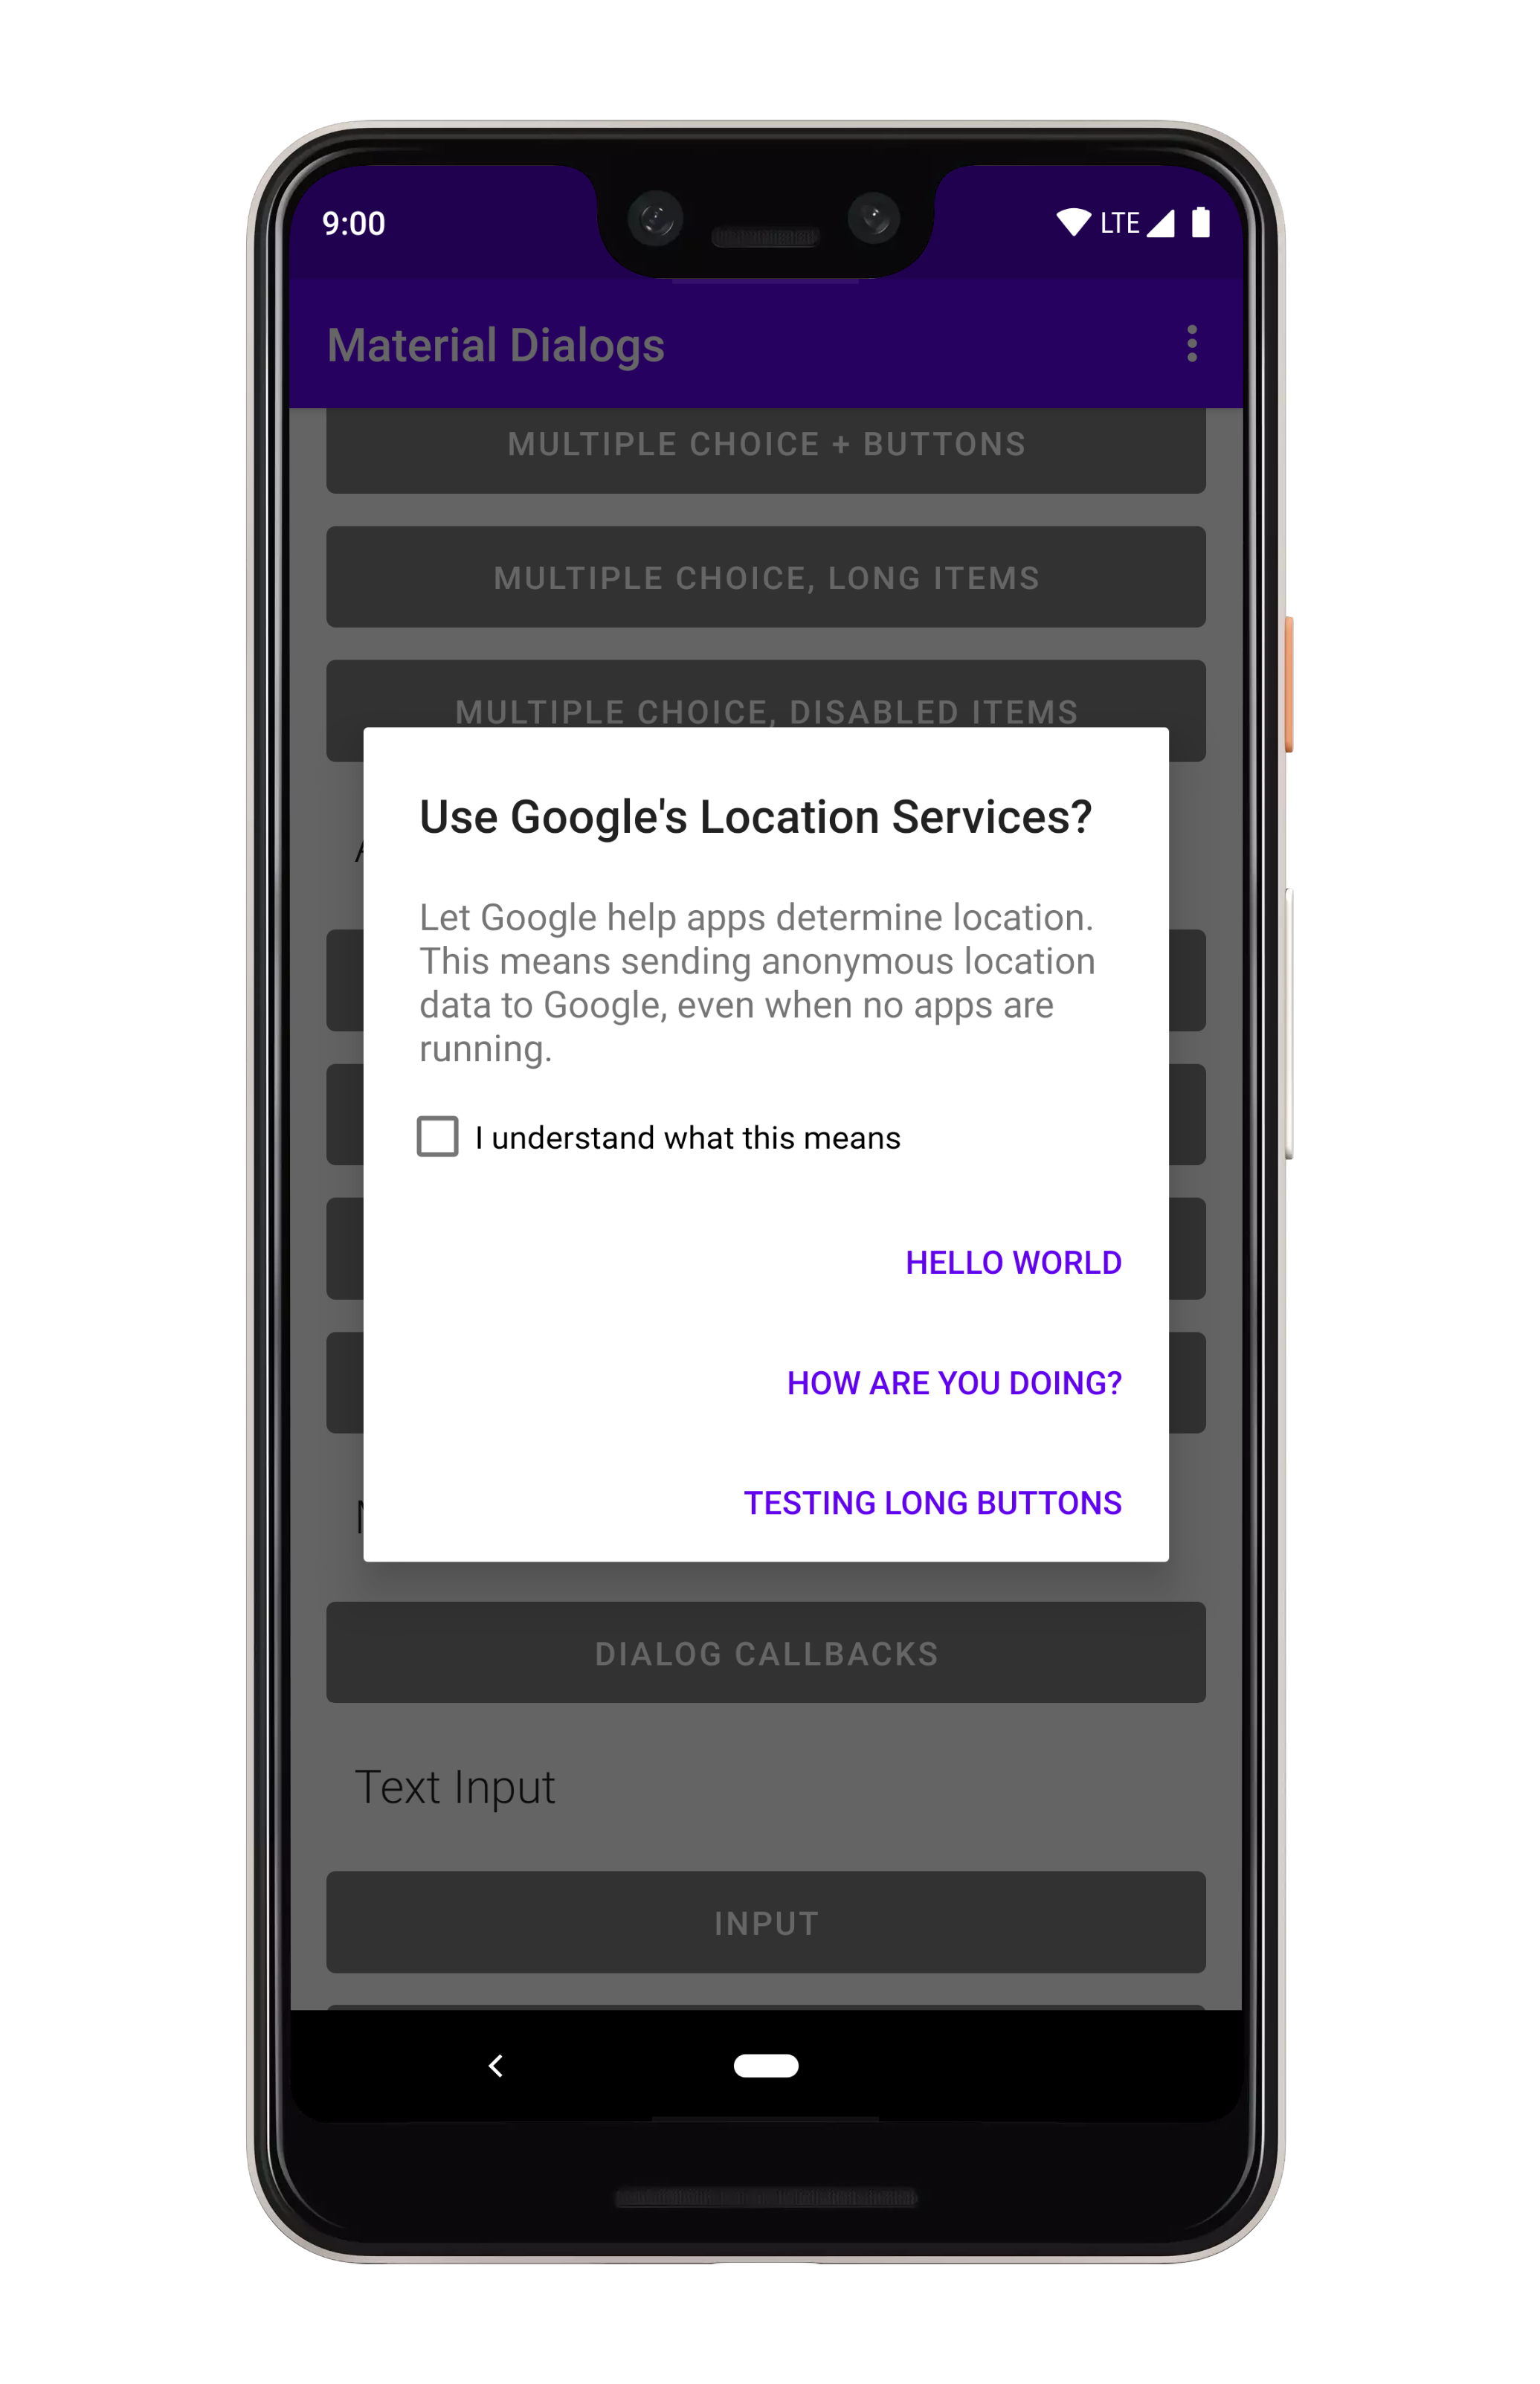 9:00
LTE
Material Dialogs
MULTIPLE CHOICE + BUTTONS
MULTIPLE CHOICE, LONG ITEMS
MULTIPLE CHOICE, DISABLED ITEMS
Use Google's Location Services?
Let Google help apps determine location.
This means sending anonymous location
data to Google, even when no apps are
running.
I understand what this means
HELLO WORLD
HOW ARE YOU DOING?
TESTING LONG BUTTONS
DIALOG CALLBACKS
Text Input
INPUT